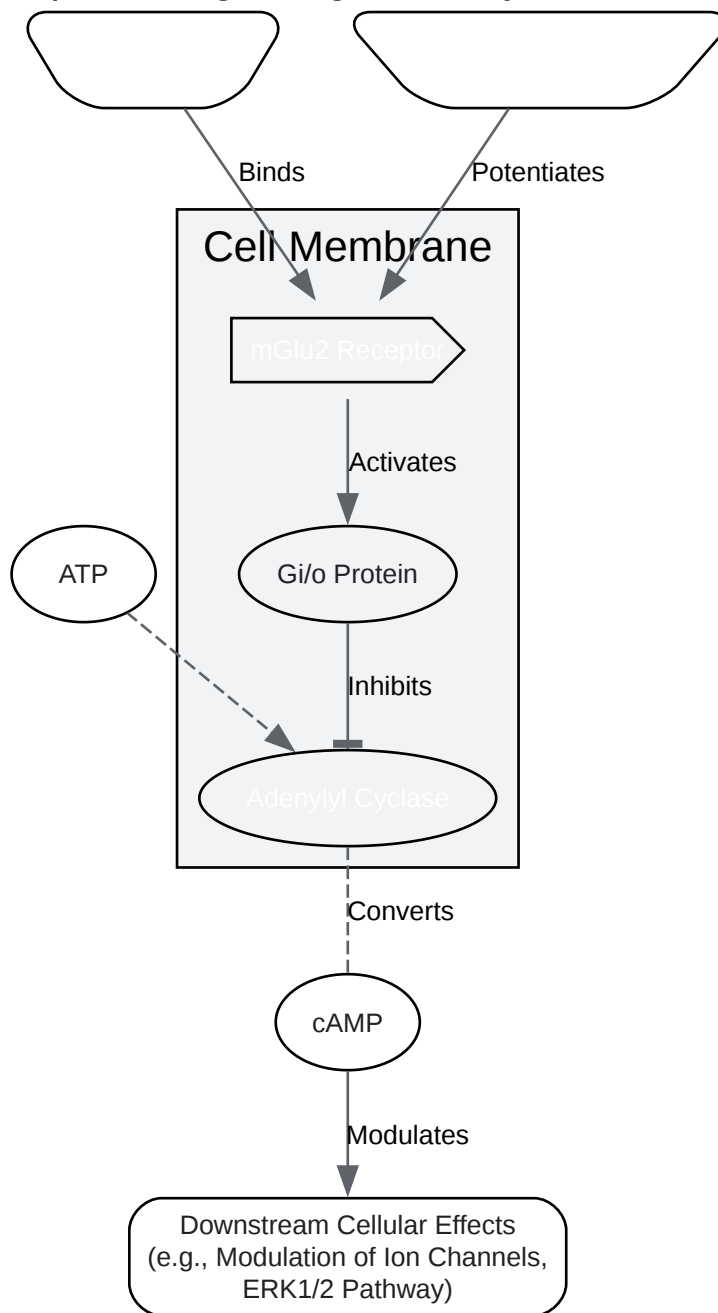 Binds
Potentiates
Cell Membrane
mGlu2 Receptor
Activates
ATP
Gi/o Protein
Inhibits
Adenylyl Cyclase
Converts
cAMP
Modulates
Downstream Cellular Effects
(e.g., Modulation of Ion Channels,
ERK1/2 Pathway)